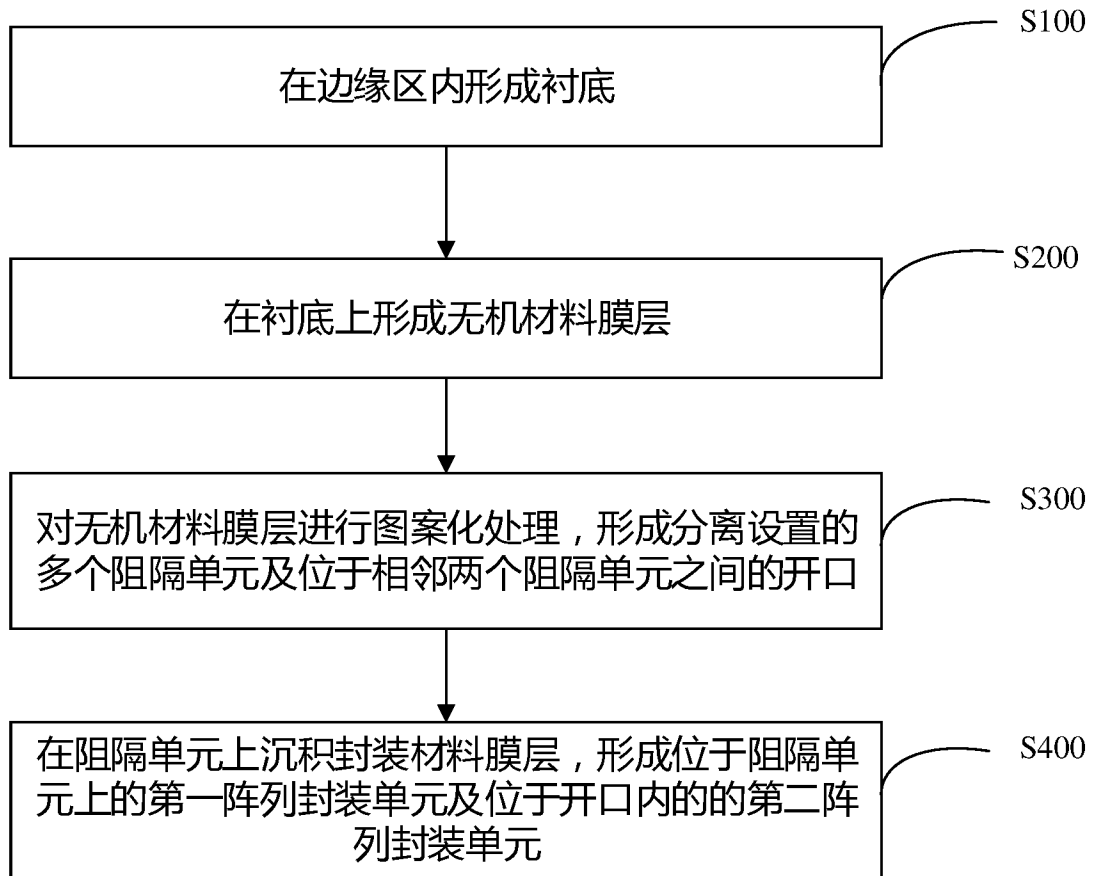 S100
在边缘区内形成衬底
S200
在衬底上形成无机材料膜层
S300
对无机材料膜层进行图案化处理，形成分离设置的
多个阻隔单元及位于相邻两个阻隔单元之间的开口
S400
在阻隔单元上沉积封装材料膜层，形成位于阻隔单
元上的第一阵列封装单元及位于开口内的的第二阵
列封装单元